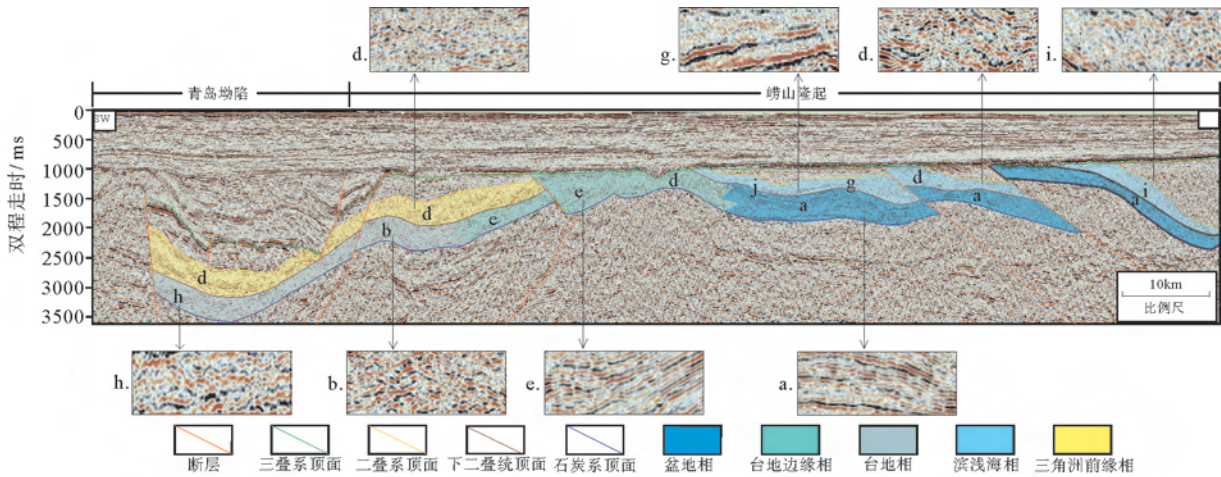 d.
g.
d.
i.
青岛坳陷
崂山隆起
0
500
1000
1500
2000
2500
3000
3500
双程走时/ms
SW
d
h
d
b
e
e
d
j
g
a
d
a
i
a
10km
比例尺
h.
b.
e.
a.
断层
三叠系顶面
二叠系顶面
下二叠统顶面
石炭系顶面
盆地相
台地边缘相
台地相
滨浅海相
三角洲前缘相